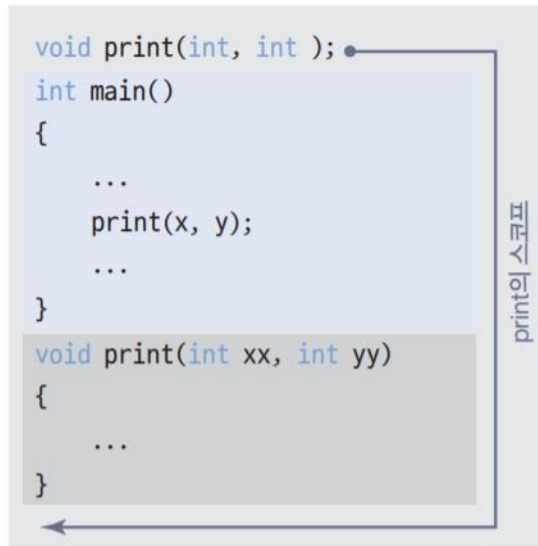 void print(int, int );
int main()
{
...
print(x, y);
...
}
void print(int xx, int yy)
{
...
}
print의 스코프